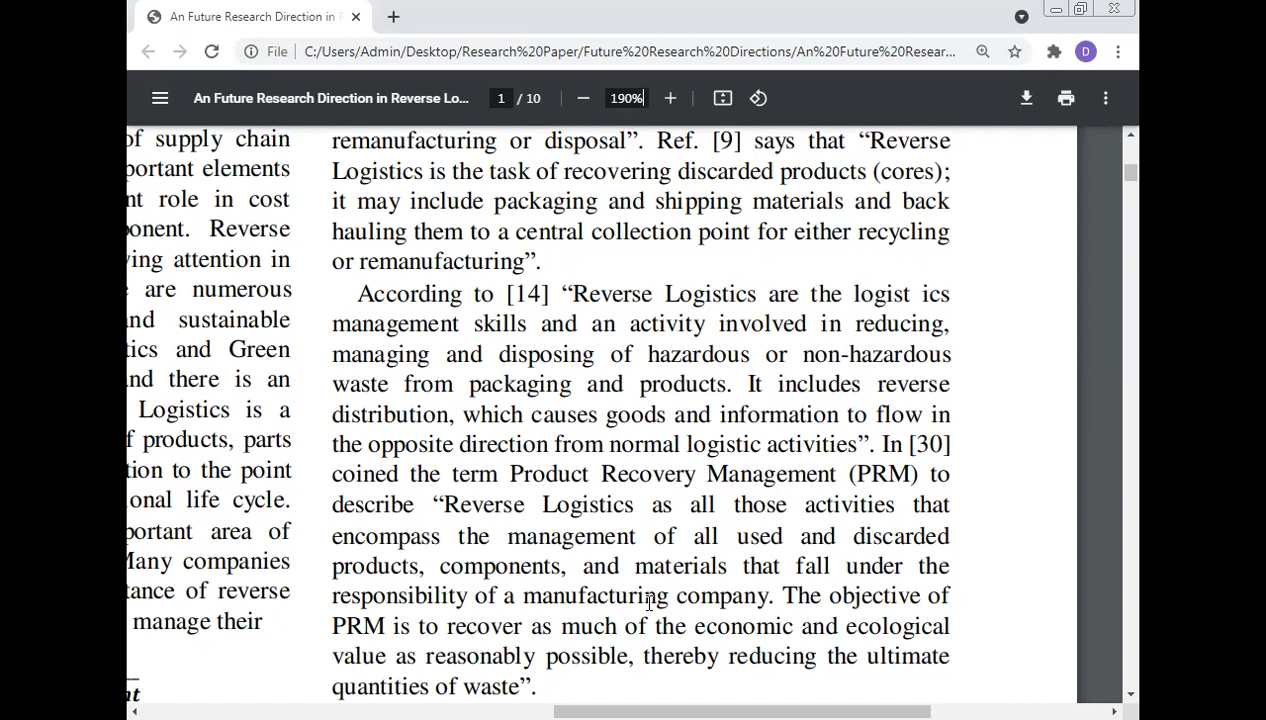 An Future Research Direction in
File C:/Users/Admin/Desktop/Research%20Paper/Future%20Research%20Directions/An%20Future%20Resear...
D
An Future Research Direction in Reverse Lo...
1 / 10
190%
of supply chain
portant elements
nt role in cost
ponent. Reverse
ving attention in
are numerous
nd sustainable
tics and Green
nd there is an
Logistics is a
f products, parts
tion to the point
ional life cycle.
portant area of
Many companies
tance of reverse
manage their
nt
remanufacturing or disposal”. Ref. [9] says that “Reverse
Logistics is the task of recovering discarded products (cores);
it may include packaging and shipping materials and back
hauling them to a central collection point for either recycling
or remanufacturing”.
According to [14] “Reverse Logistics are the logist ics
management skills and an activity involved in reducing,
managing and disposing of hazardous or non-hazardous
waste from packaging and products. It includes reverse
distribution, which causes goods and information to flow in
the opposite direction from normal logistic activities”. In [30]
coined the term Product Recovery Management (PRM) to
describe “Reverse Logistics as all those activities that
encompass the management of all used and discarded
products, components, and materials that fall under the
responsibility of a manufacturing company. The objective of
PRM is to recover as much of the economic and ecological
value as reasonably possible, thereby reducing the ultimate
quantities of waste”.